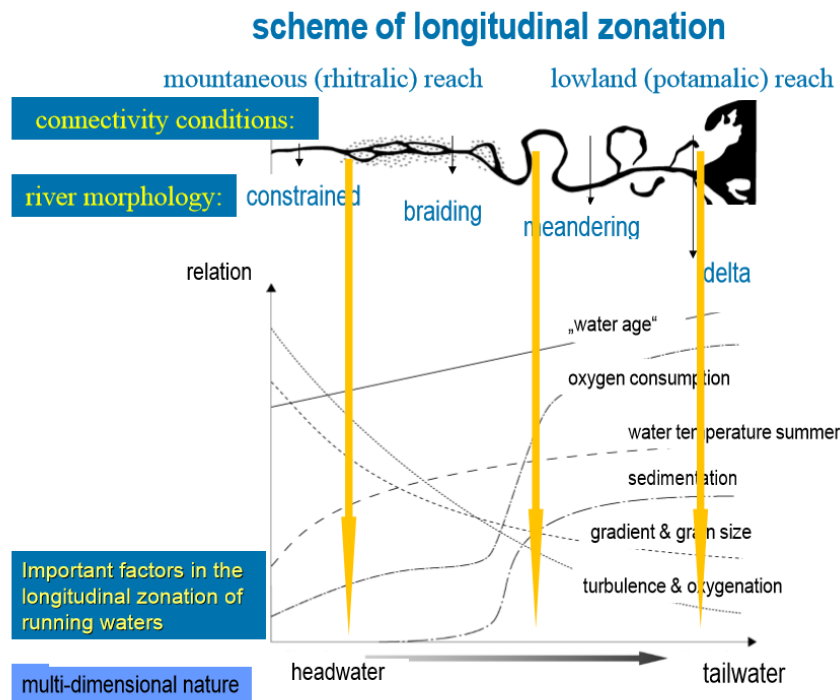 scheme of longitudinal zonation
mountaneous (rhitralic) reach
lowland (potamalic) reach
connectivity conditions:
river morphology:
constrained
braiding
meandering
delta
relation
„water age“
oxygen consumption
water temperature summer
sedimentation
gradient & grain size
turbulence & oxygenation
Important factors in the
longitudinal zonation of
running waters
headwater
tailwater
multi-dimensional nature